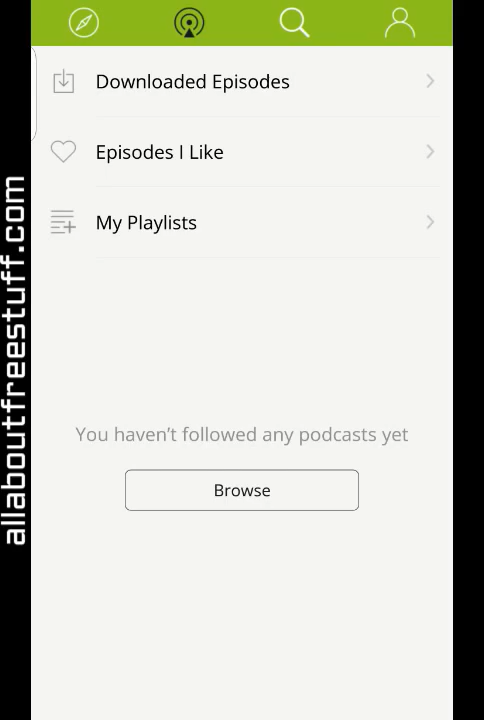 Downloaded Episodes
Episodes I Like
My Playlists
You haven't followed any podcasts yet
Browse
allaboutfreestuff.com